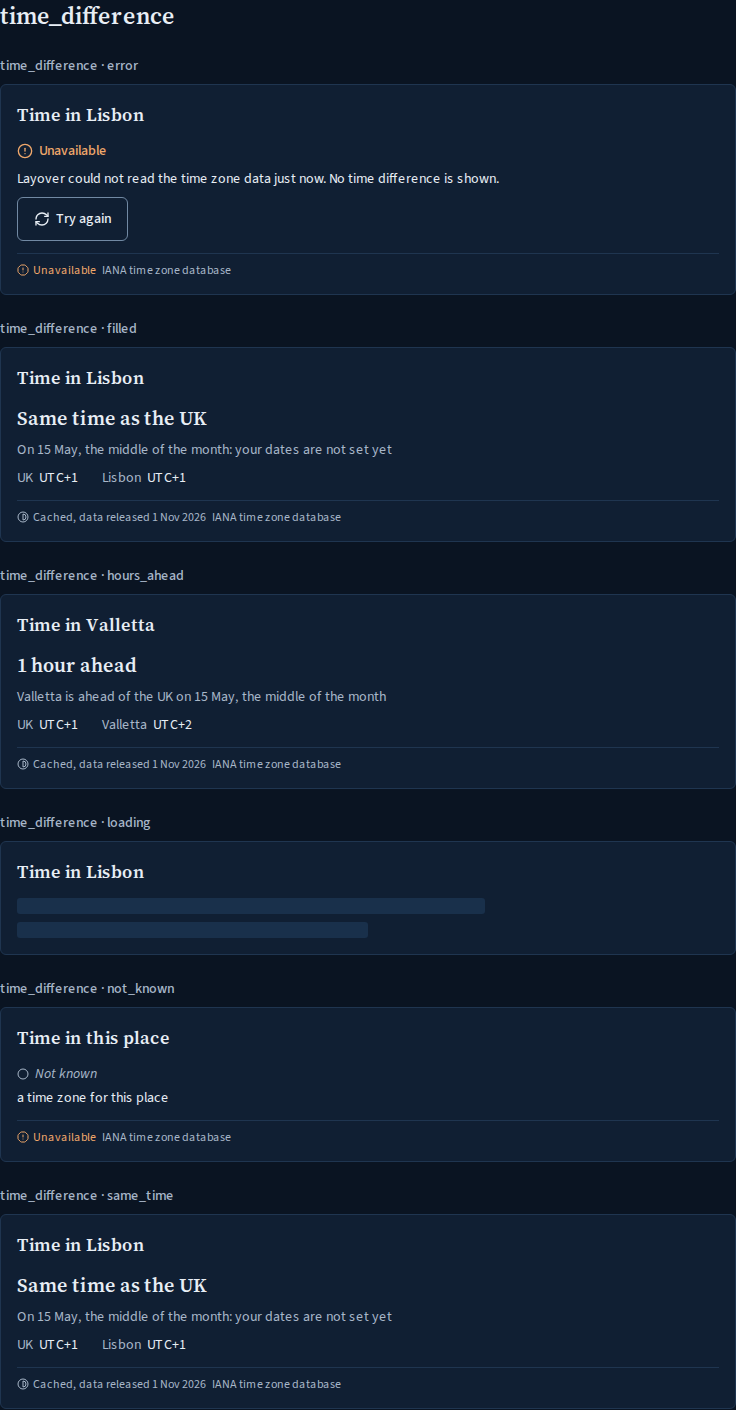 time_difference
time_difference · error
Time in Lisbon
Unavailable
Layover could not read the time zone data just now. No time difference is shown.
Try again
Unavailable IANA time zone database
time_difference · filled
Time in Lisbon
Same time as the UK
On 15 May, the middle of the month: your dates are not set yet
UK UTC+1 Lisbon UTC+1
Cached, data released 1 Nov 2026 IANA time zone database
time_difference · hours_ahead
Time in Valletta
1 hour ahead
Valletta is ahead of the UK on 15 May, the middle of the month
UK UTC+1 Valletta UTC+2
Cached, data released 1 Nov 2026 IANA time zone database
time_difference · loading
Time in Lisbon
time_difference · not_known
Time in this place
Not known
a time zone for this place
Unavailable IANA time zone database
time_difference · same_time
Time in Lisbon
Same time as the UK
On 15 May, the middle of the month: your dates are not set yet
UK UTC+1 Lisbon UTC+1
Cached, data released 1 Nov 2026 IANA time zone database